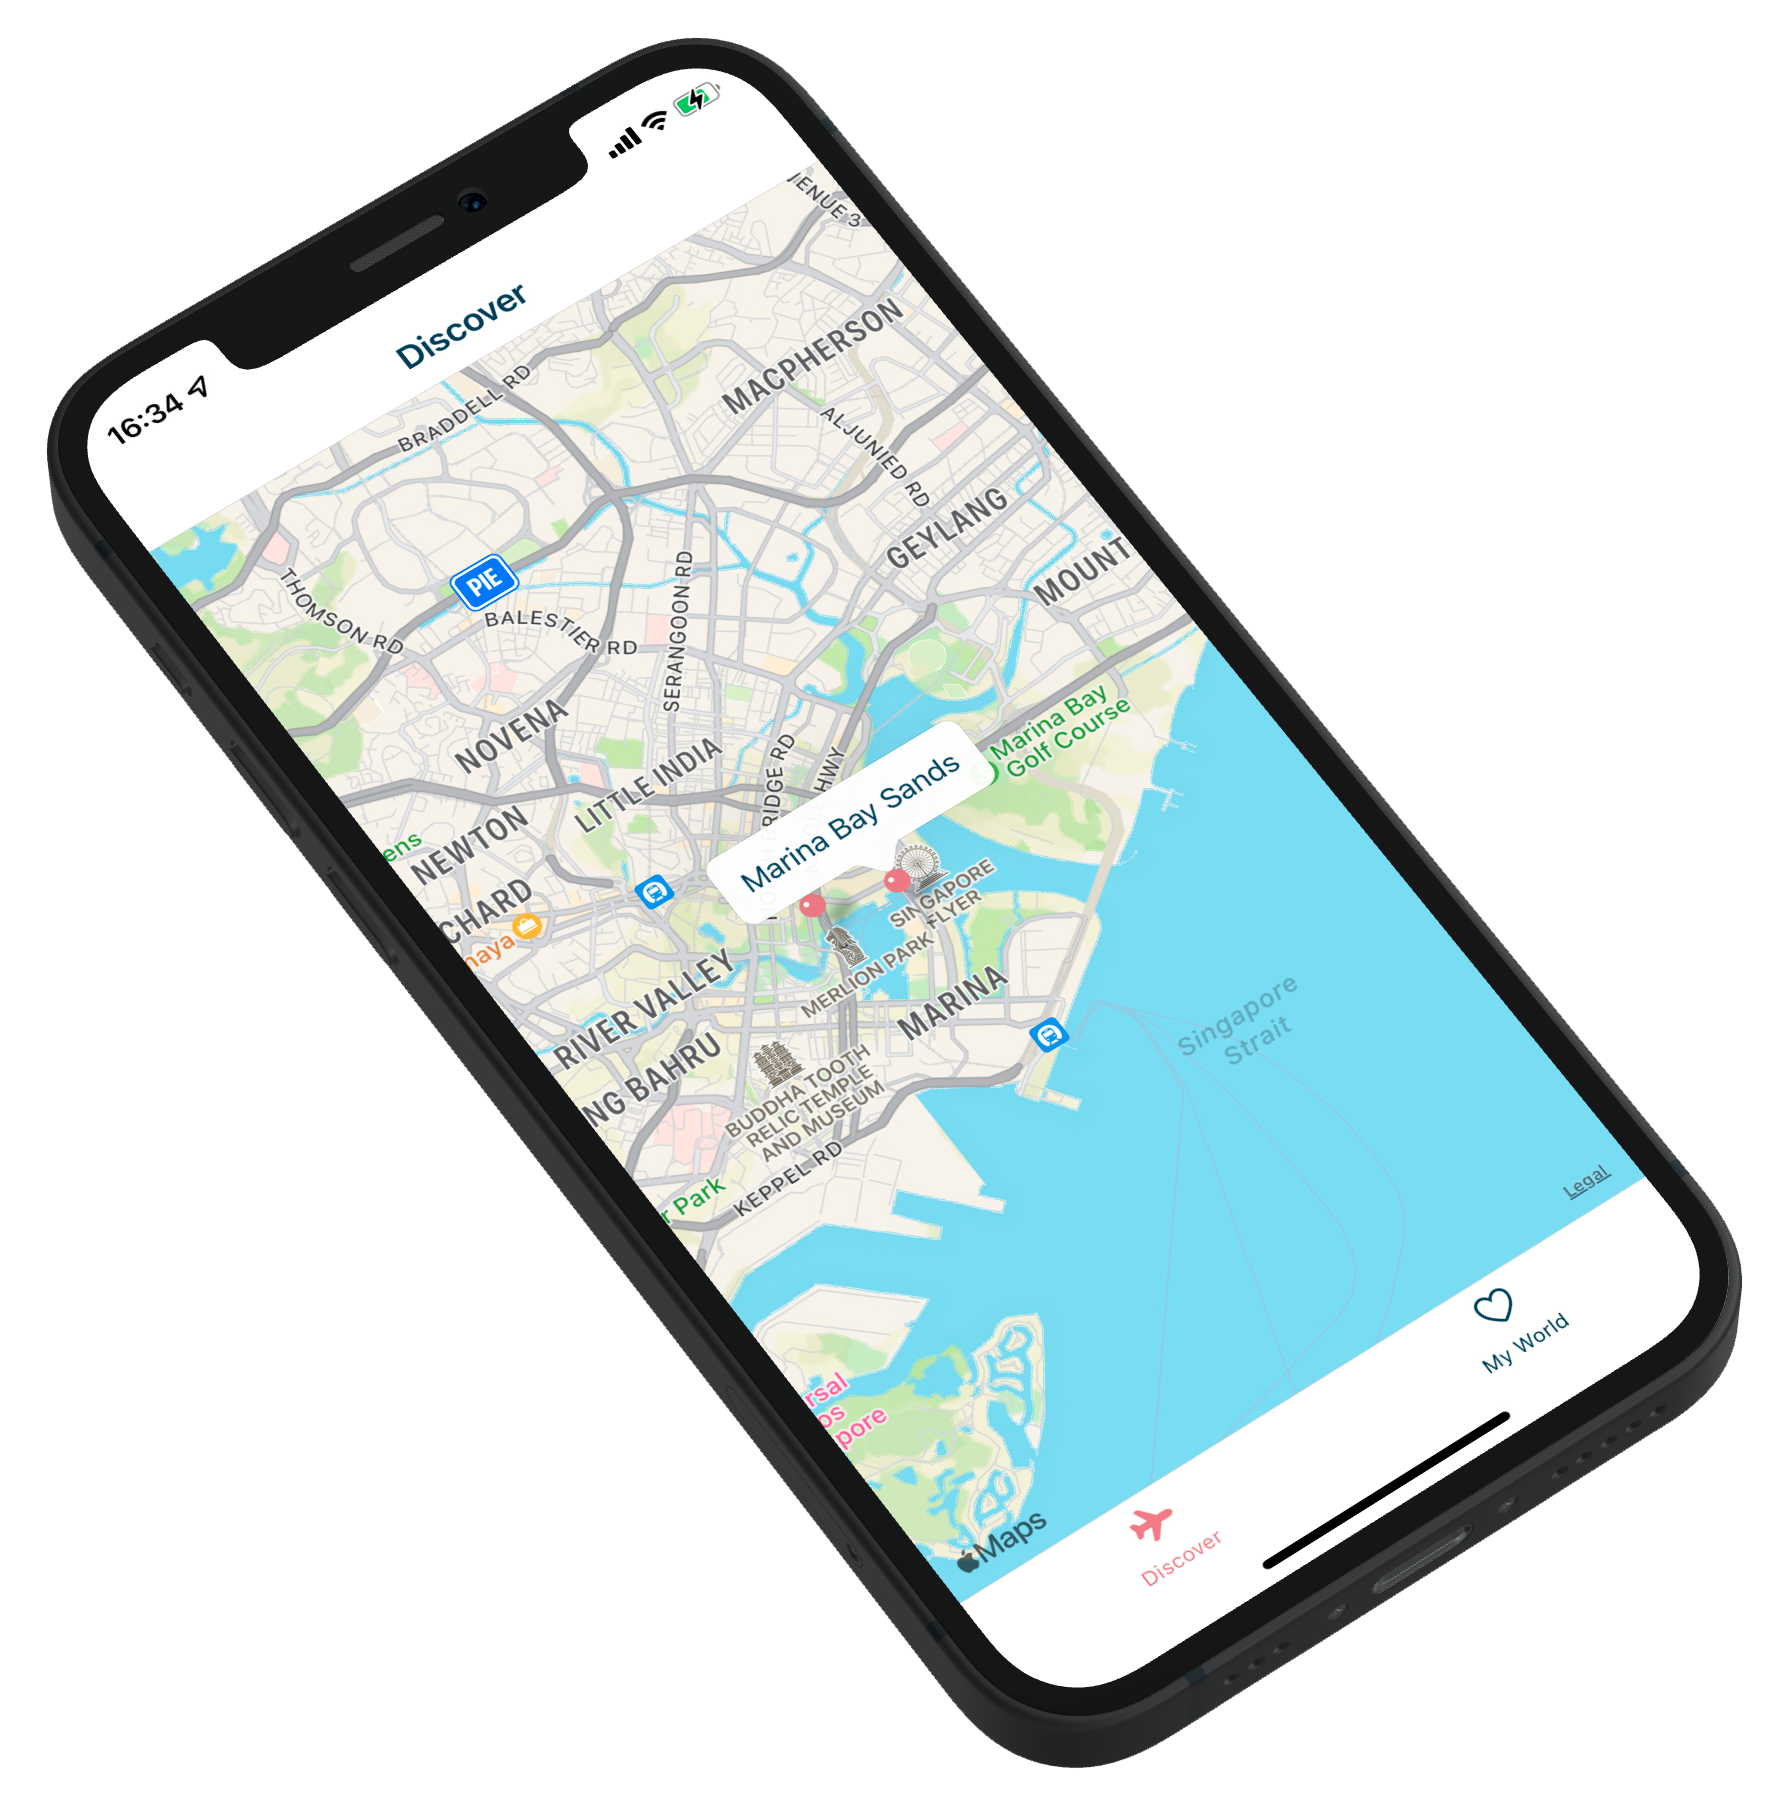 16:34
Discover
ENUE 3
BRADDELL RD
MACPHERSON
ALJUNIED RD
PIE
THOMSON RD
BALESTIER RD
SERANGOON RD
GEYLANG
MOUNT
NOVENA
LITTLE INDIA
RIDGE RD
HWY
Marina Bay
Golf Course
Marina Bay Sands
ens
NEWTON
CHARD
naya
SINGAPORE
FLYER
MERLION PARK
RIVER VALLEY
MARINA
NG BAHRU
BUDDHA TOOTH
RELIC TEMPLE
AND MUSEUM
KEPPEL RD
r Park
Singapore
Strait
Legal
rsal
os
pore
Maps
Discover
My World